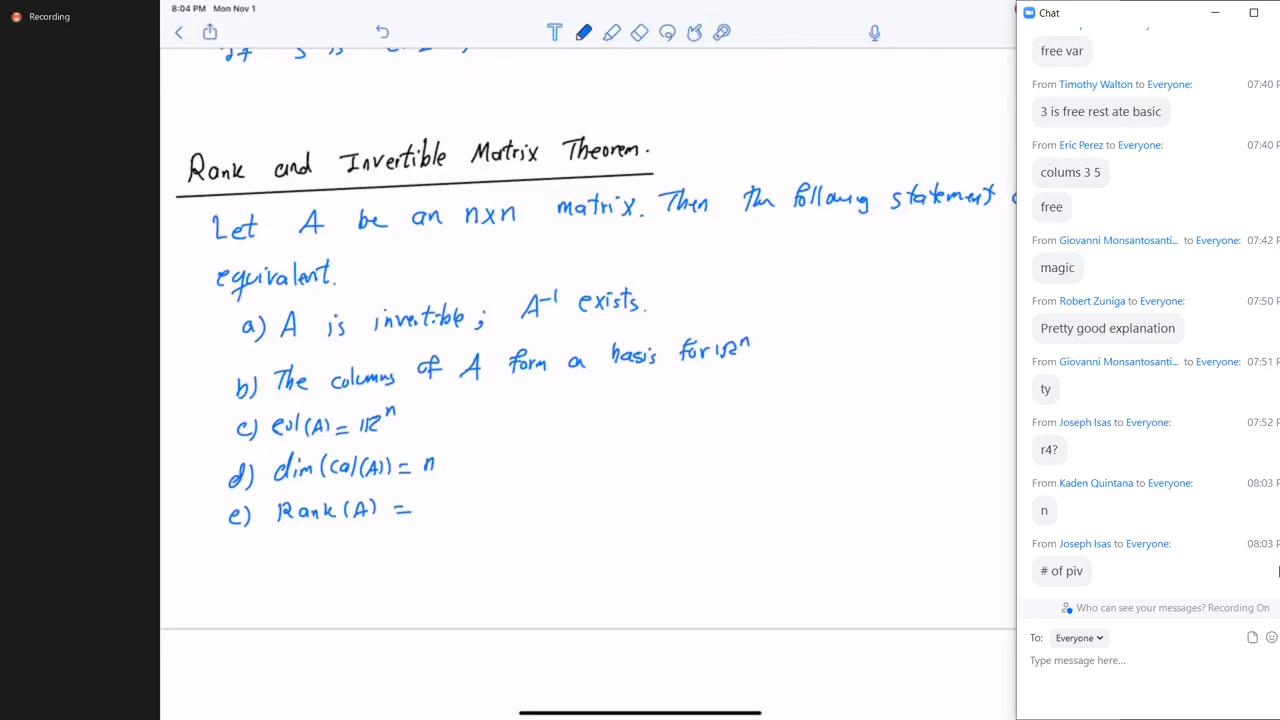 Recording
8:04 PM Mon Nov 1
Rank and Invertible Matrix Theorem.
Let A be an n×n matrix. Then the following statement
equivalent.
a) A is invertible; A⁻¹ exists.
b) The columns of A form a basis for ℝⁿ
c) Col(A) = ℝⁿ
d) dim(Col(A)) = n
e) Rank(A) =
Chat
free var
From Timothy Walton to Everyone: 07:40 P
3 is free rest ate basic
From Eric Perez to Everyone: 07:40 P
colums 3 5
free
From Giovanni Monsantosanti... to Everyone: 07:42 P
magic
From Robert Zuniga to Everyone: 07:50 P
Pretty good explanation
From Giovanni Monsantosanti... to Everyone: 07:51 P
ty
From Joseph Isas to Everyone: 07:52 P
r4?
From Kaden Quintana to Everyone: 08:03 P
n
From Joseph Isas to Everyone: 08:03 P
# of piv
Who can see your messages? Recording On
To: Everyone
Type message here...